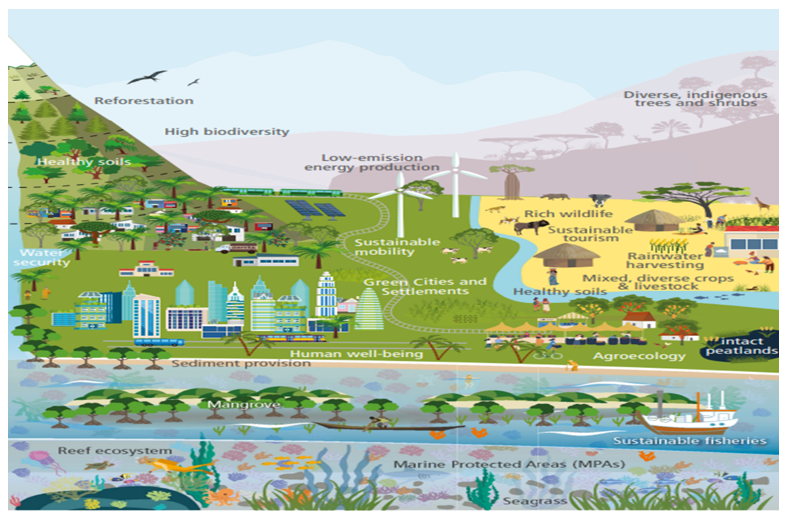 Reforestation
Diverse, indigenous
trees and shrubs
High biodiversity
Healthy soils
Low-emission
energy production
Rich wildlife
Sustainable
tourism
Sustainable
mobility
Water
security
Rainwater
harvesting
Mixed, diverse crops
& livestock
Healthy soils
Green Cities and
Settlements
Human well-being
Agroecology
intact
peatlands
Sediment provision
Mangrove
Sustainable fisheries
Reef ecosystem
Marine Protected Areas (MPAs)
Seagrass